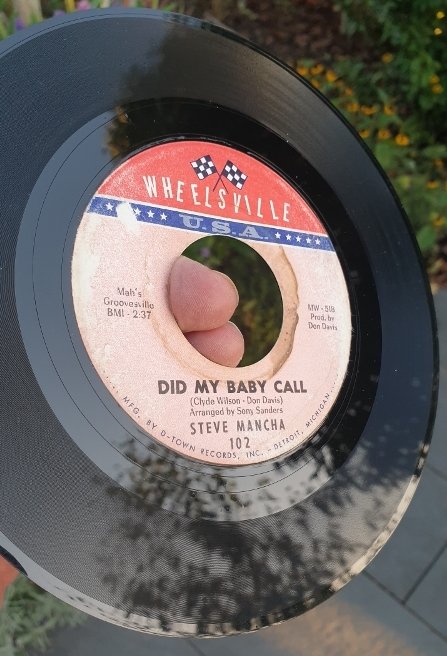 WHEELSVILLE
U.S.A.
Mah's
Groovesville
BMI - 2:37
MW - 518
Prod. by
Don Davis
DID MY BABY CALL
(Clyde Wilson - Don Davis)
Arranged by Sony Sanders
STEVE MANCHA
102
MFG. BY D-TOWN RECORDS, INC. - DETROIT, MICHIGAN